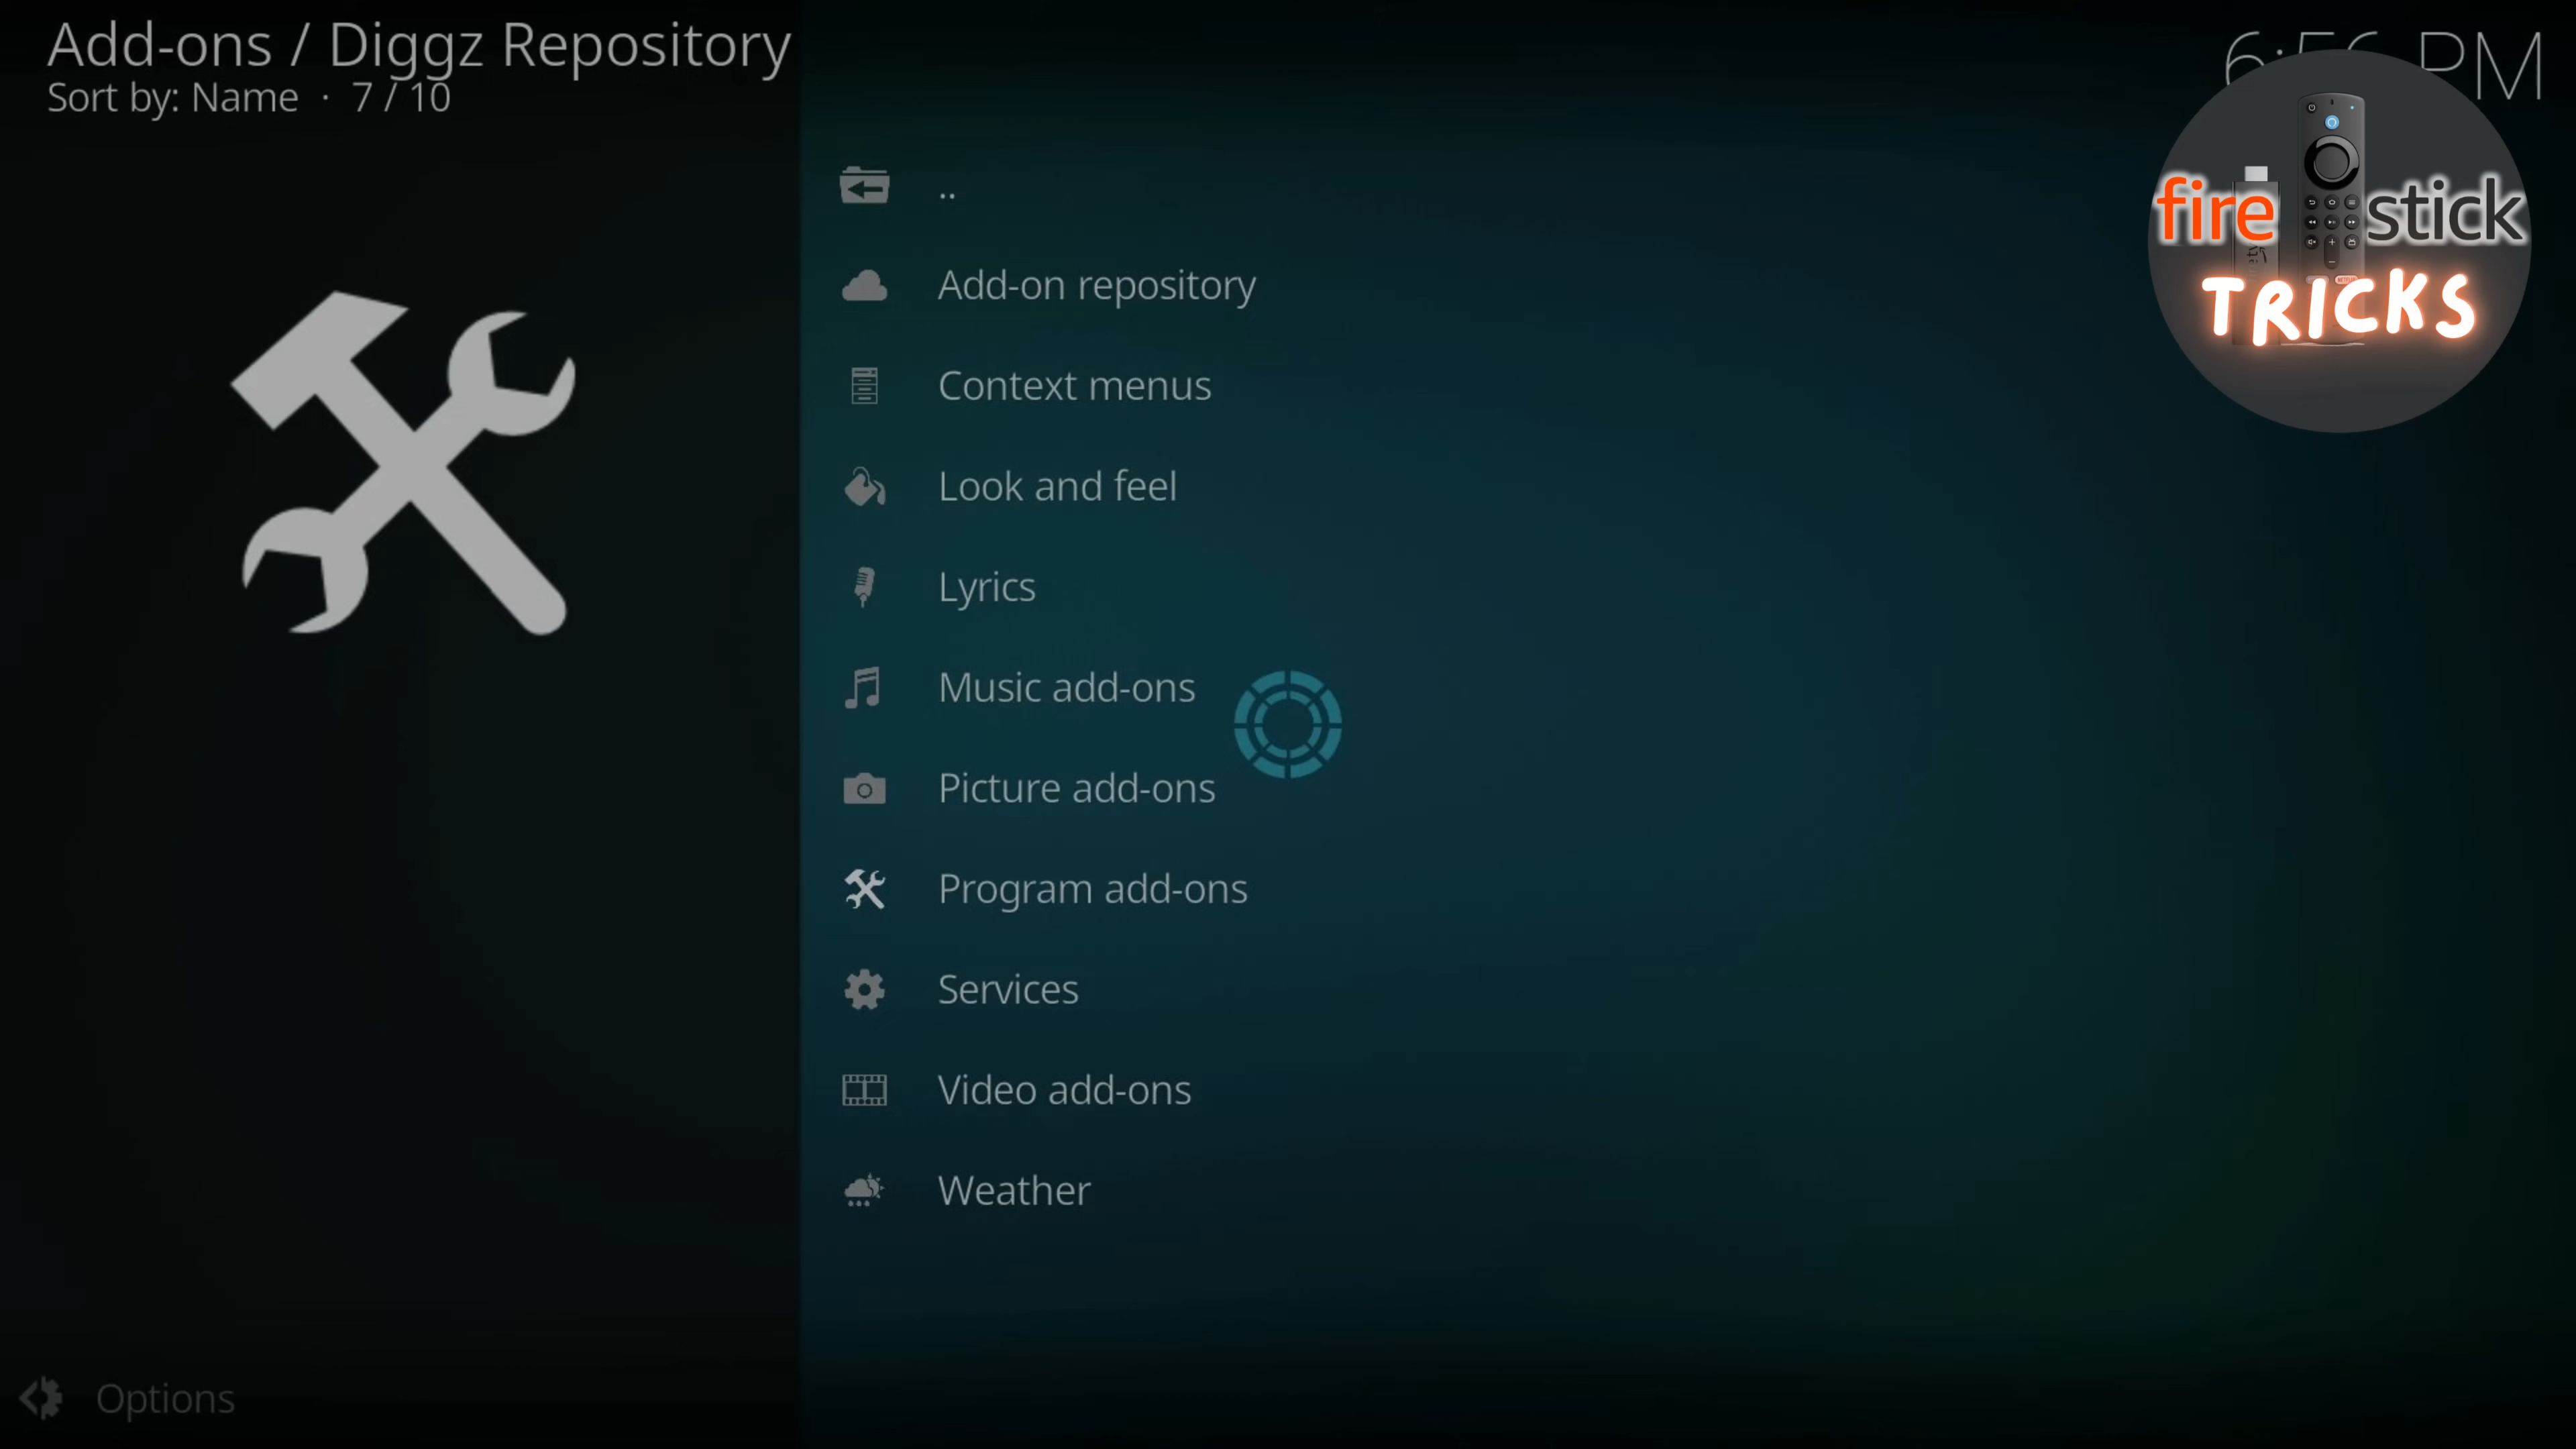 Add-ons / Diggz Repository
Sort by: Name · 7 / 10
PM
fire stick
TRICKS
..
Add-on repository
Context menus
Look and feel
Lyrics
Music add-ons
Picture add-ons
Program add-ons
Services
Video add-ons
Weather
Options